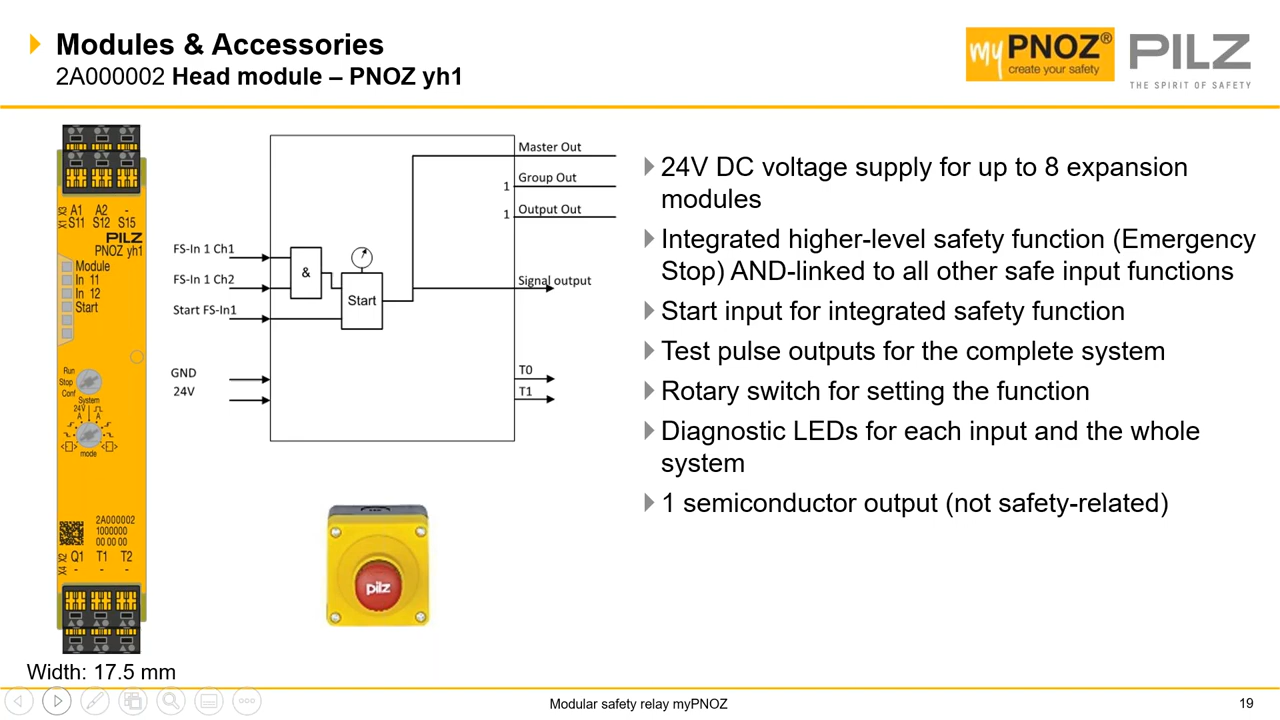 Modules & Accessories
2A000002 Head module – PNOZ yh1
myPNOZ®
create your safety
PILZ
THE SPIRIT OF SAFETY
X3 A1 A2 -
X1 S11 S12 S15
PILZ
PNOZ yh1
Module
In 11
In 12
Start
Run
Stop
Conf
System
24V
A A
mode
2A000002
1000000
00 00 00
X2 Q1 T1 T2
X4 - - -
Width: 17.5 mm
FS-In 1 Ch1
FS-In 1 Ch2
Start FS-In1
GND
24V
&
Start
Master Out
1 Group Out
1 Output Out
Signal output
T0
T1
pilz
24V DC voltage supply for up to 8 expansion
modules
Integrated higher-level safety function (Emergency
Stop) AND-linked to all other safe input functions
Start input for integrated safety function
Test pulse outputs for the complete system
Rotary switch for setting the function
Diagnostic LEDs for each input and the whole
system
1 semiconductor output (not safety-related)
Modular safety relay myPNOZ
19